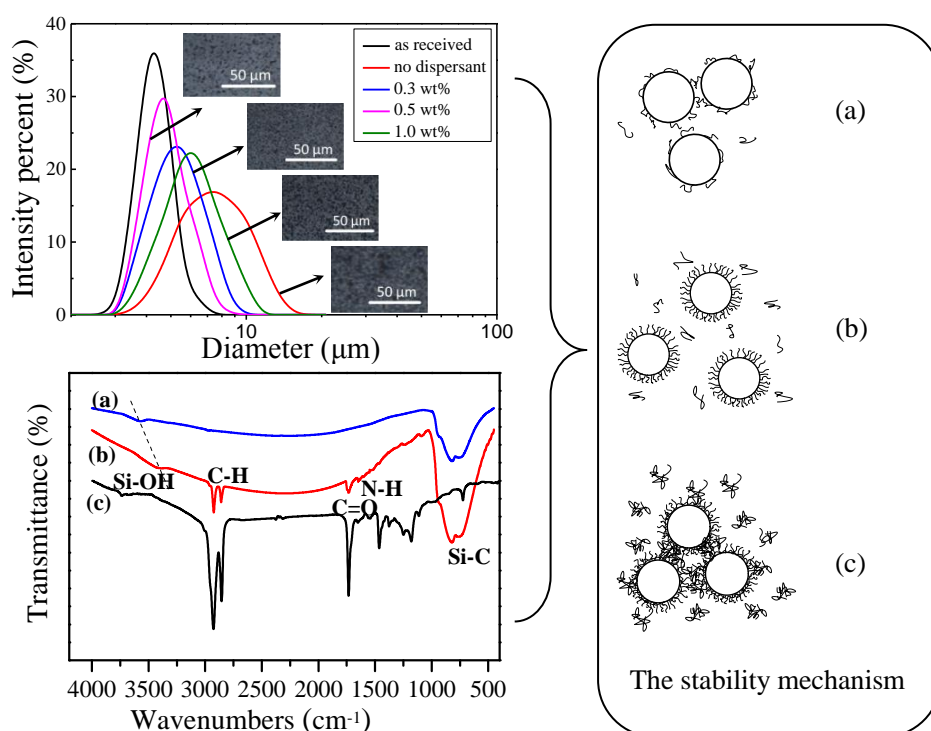 40
30
20
10
0
Intensity percent (%)
10
100
Diameter (μm)
50 μm
50 μm
50 μm
50 μm
as received
no dispersant
0.3 wt%
0.5 wt%
1.0 wt%
(a)
(b)
(c)
Si-OH
C-H
N-H
C=O
Si-C
Transmittance (%)
4000 3000 2000 1500 1000 500
Wavenumbers (cm-1)
(a)
(b)
(c)
The stability mechanism